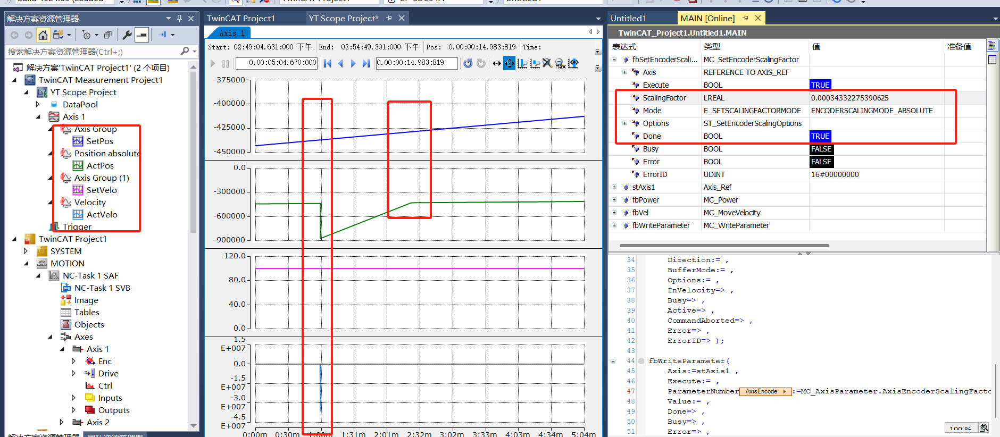 TwinCAT Project1
YT Scope Project*
Untitled1
MAIN [Online]
解决方案资源管理器
搜索解决方案资源管理器(Ctrl+;)
解决方案'TwinCAT Project1' (2 个项目)
TwinCAT Measurement Project1
YT Scope Project
DataPool
Axis 1
Axis Group
SetPos
Position absolute
ActPos
Axis Group (1)
SetVelo
Velocity
ActVelo
Trigger
TwinCAT Project1
SYSTEM
MOTION
NC-Task 1 SAF
NC-Task 1 SVB
Image
Tables
Objects
Axes
Axis 1
Enc
Drive
Ctrl
Inputs
Outputs
Axis 2
Axis 1
Start: 02:49:04.631:000 下午 End: 02:54:49.301:000 下午 Pos: 0.00:00:14.983:819 Time:
0.00:05:04.670:000
0.00:00:14.983:819
-375000
-400000
-425000
-450000
0.0
-300000
-600000
-900000
120.0
80.0
40.0
0.0
1.5
E+007
0.0
-1.5
E+007
-3.0
E+007
-4.5
E+007
0:00m 0:30m 1:00m 1:31m 2:01m 2:32m 3:02m 3:33m 4:03m 4:34m 5:04m
TwinCAT_Project1.Untitled1.MAIN
表达式 类型 值 准备值
fbSetEncoderScali... MC_SetEncoderScalingFactor
Axis REFERENCE TO AXIS_REF
Execute BOOL TRUE
ScalingFactor LREAL 0.00034332275390625
Mode E_SETSCALINGFACTORMODE ENCODERSCALINGMODE_ABSOLUTE
Options ST_SetEncoderScalingOptions
Done BOOL TRUE
Busy BOOL FALSE
Error BOOL FALSE
ErrorID UDINT 16#00000000
stAxis1 Axis_Ref
fbPower MC_Power
fbVel MC_MoveVelocity
fbWriteParameter MC_WriteParameter
34 Direction:= ,
35 BufferMode:= ,
36 Options:= ,
37 InVelocity=> ,
38 Busy=> ,
39 Active=> ,
40 CommandAborted=> ,
41 Error=> ,
42 ErrorID=> );
43
44 fbWriteParameter(
45 Axis:=stAxis1 ,
46 Execute:= ,
47 ParameterNumber AxisEncode :=MC_AxisParameter.AxisEncoderScalingFacto
48 Value:= ,
49 Done=> ,
50 Busy=> ,
51 Error=> ,
100 %